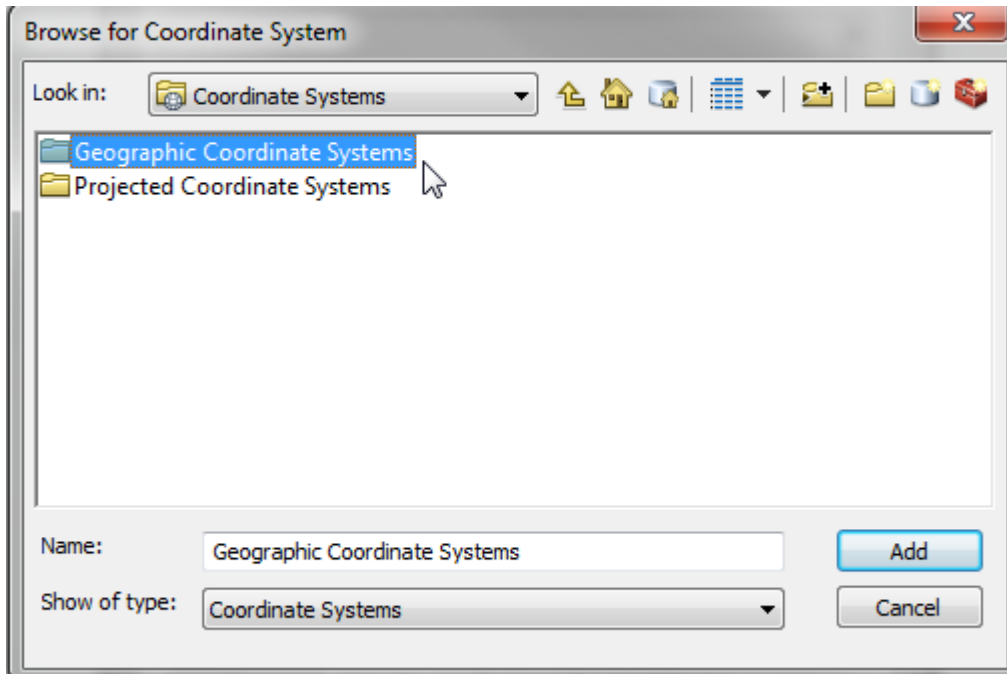 Browse for Coordinate System
Look in: Coordinate Systems
Geographic Coordinate Systems
Projected Coordinate Systems
Name: Geographic Coordinate Systems Add
Show of type: Coordinate Systems Cancel